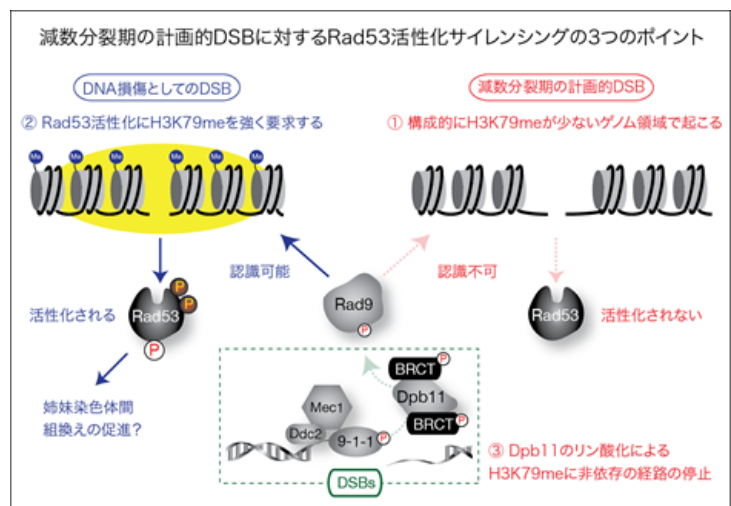 減数分裂期の計画的DSBに対するRad53活性化サイレンシングの3つのポイント
DNA損傷としてのDSB
② Rad53活性化にH3K79meを強く要求する
減数分裂期の計画的DSB
① 構成的にH3K79meが少ないゲノム領域で起こる
Me Me Me Me Me Me
認識可能
認識不可
Rad9
P
活性化される
Rad53
P
P
P
Rad53
活性化されない
姉妹染色体間
組換えの促進?
BRCT
P
Dpb11
BRCT
P
Mec1
Ddc2
9-1-1
P
DSBs
③ Dpb11のリン酸化による
H3K79meに非依存の経路の停止